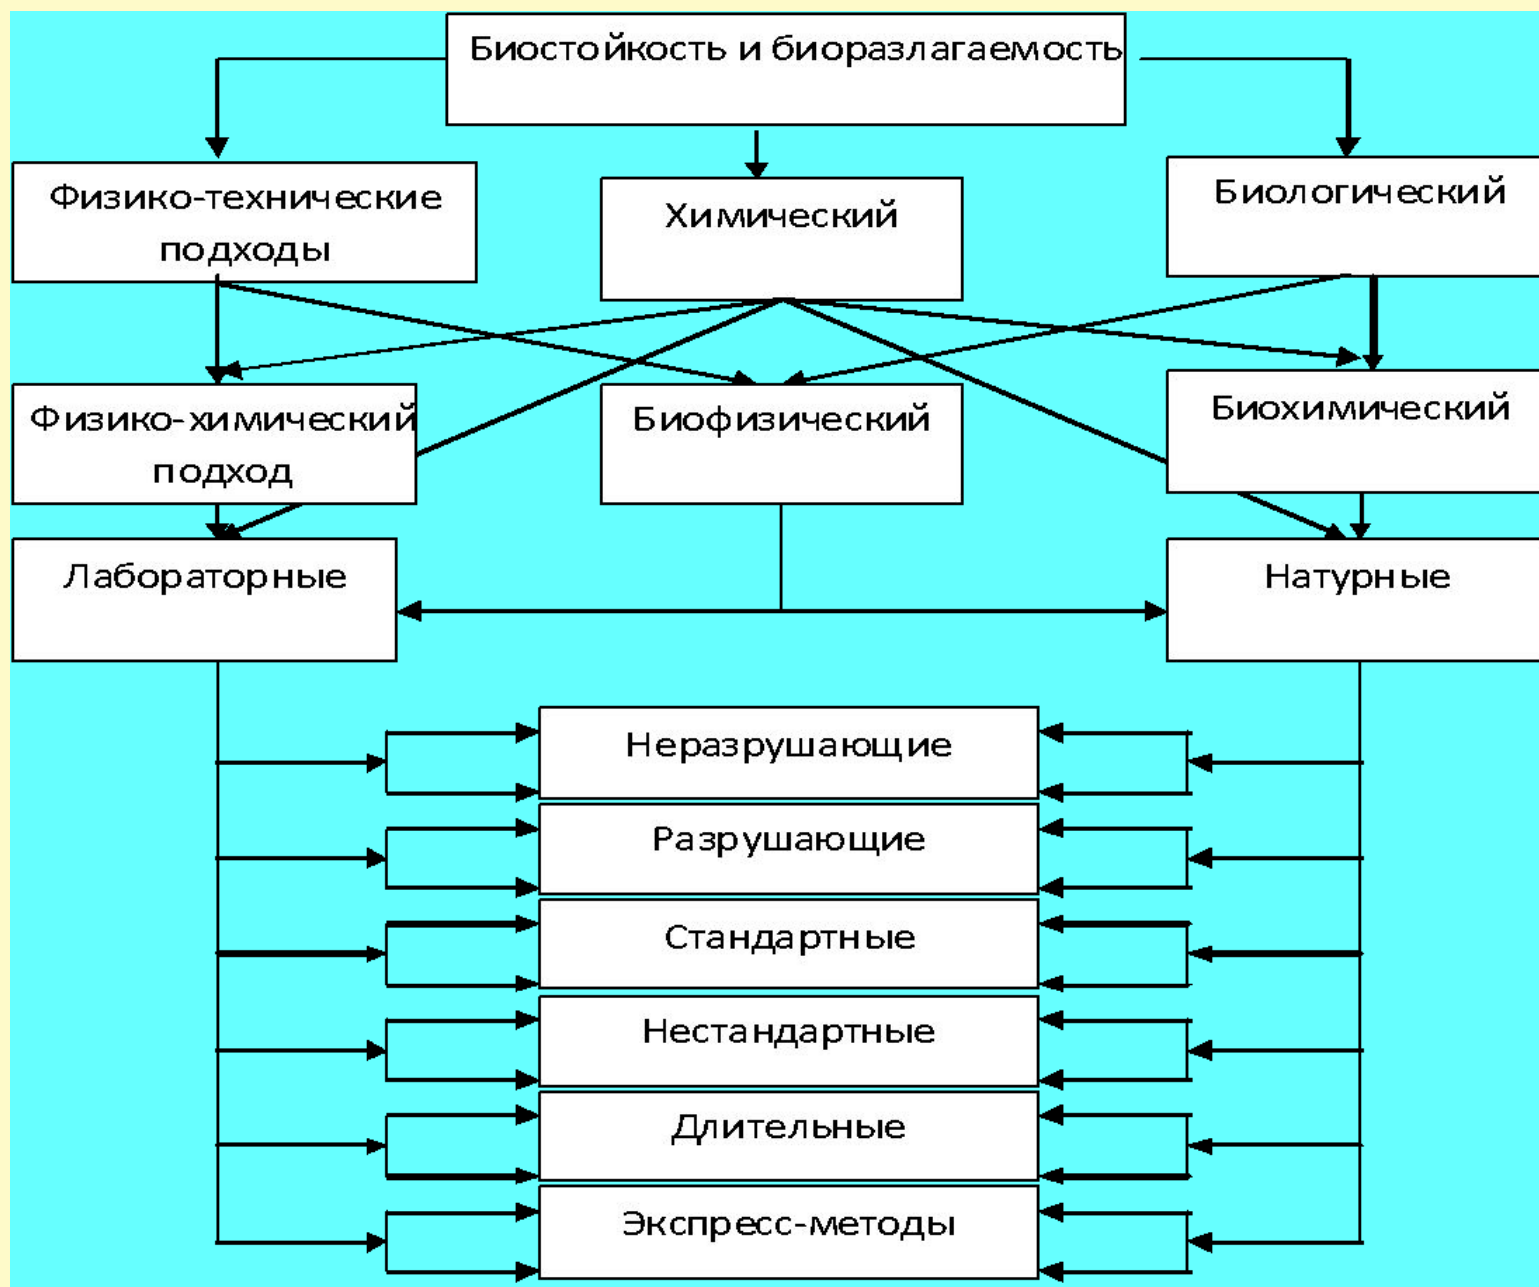 Биостойкость и биоразлагаемость
Физико-технические
подходы
Химический
Биологический
Физико-химический
подход
Биофизический
Биохимический
Лабораторные
Натурные
Неразрушающие
Разрушающие
Стандартные
Нестандартные
Длительные
Экспресс-методы